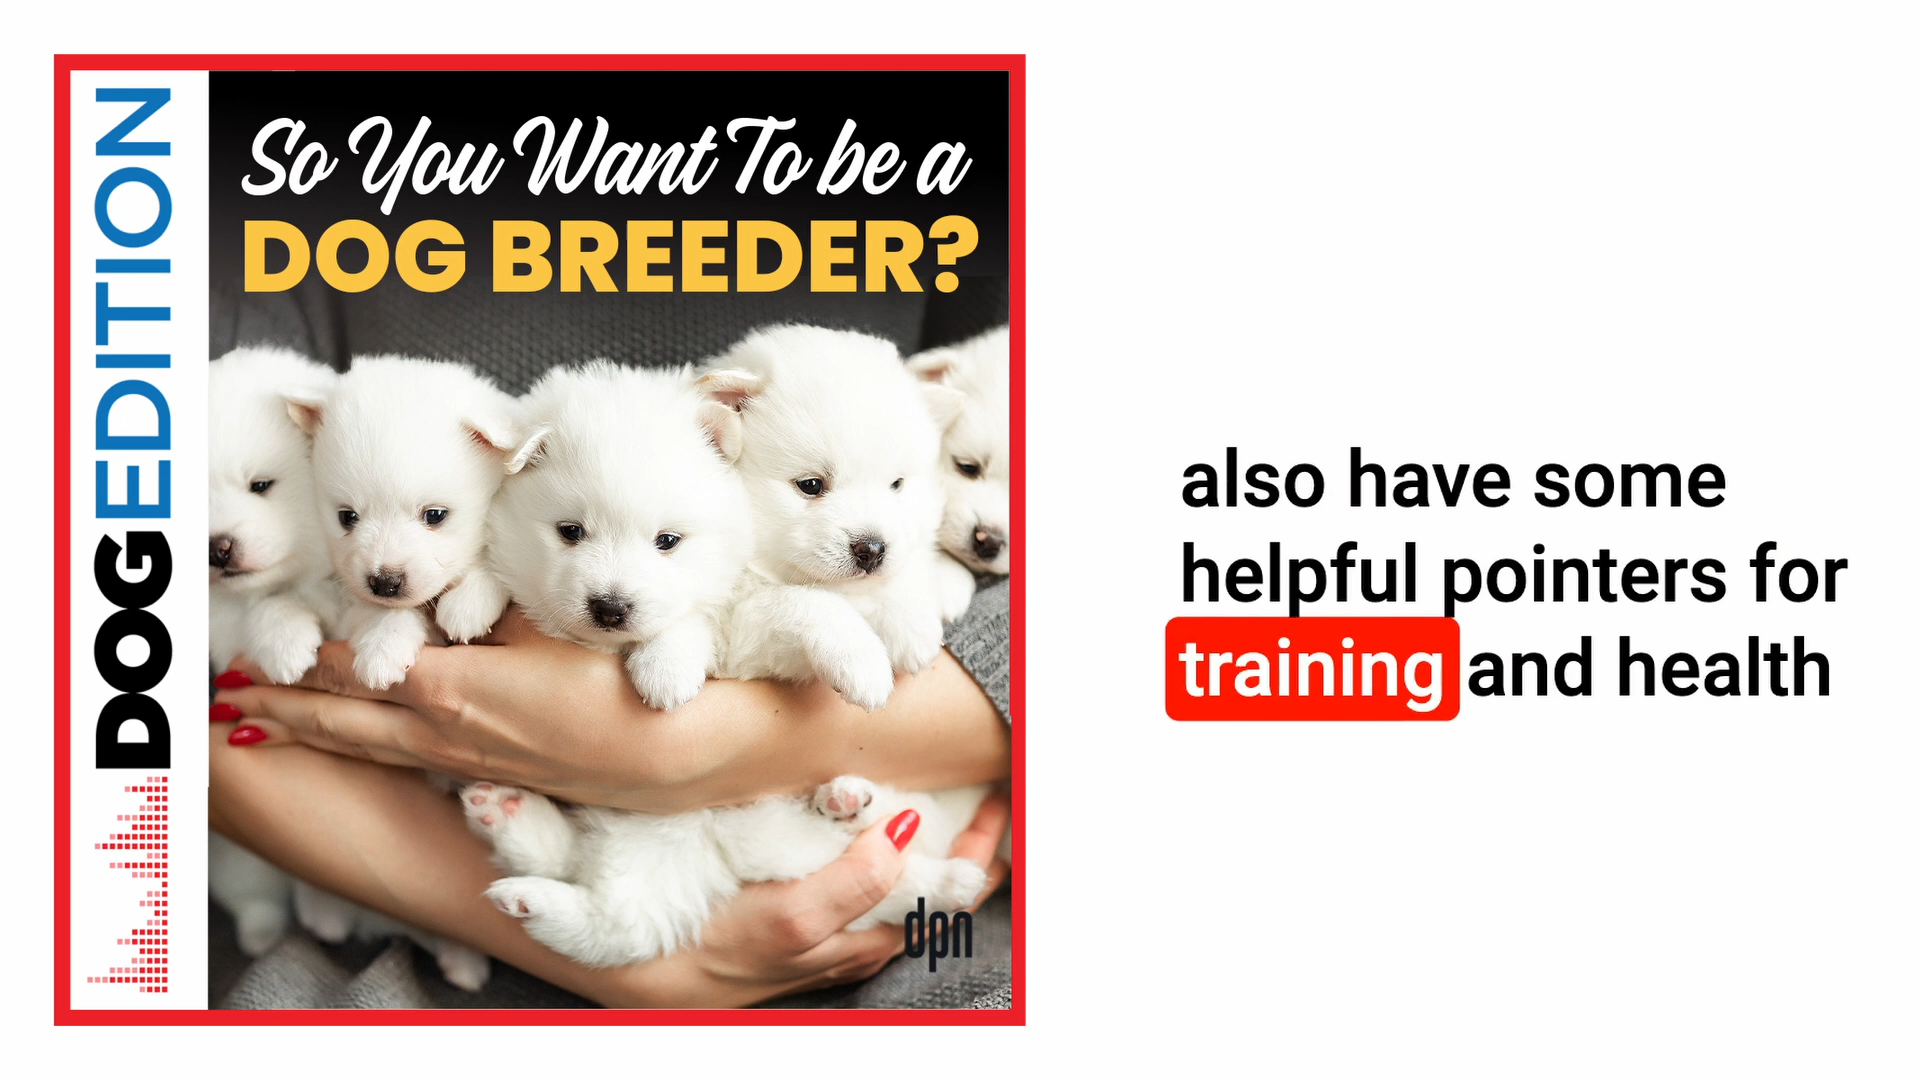 DOGEDITION
So You Want To be a
DOG BREEDER?
dpn
also have some
helpful pointers for
training and health